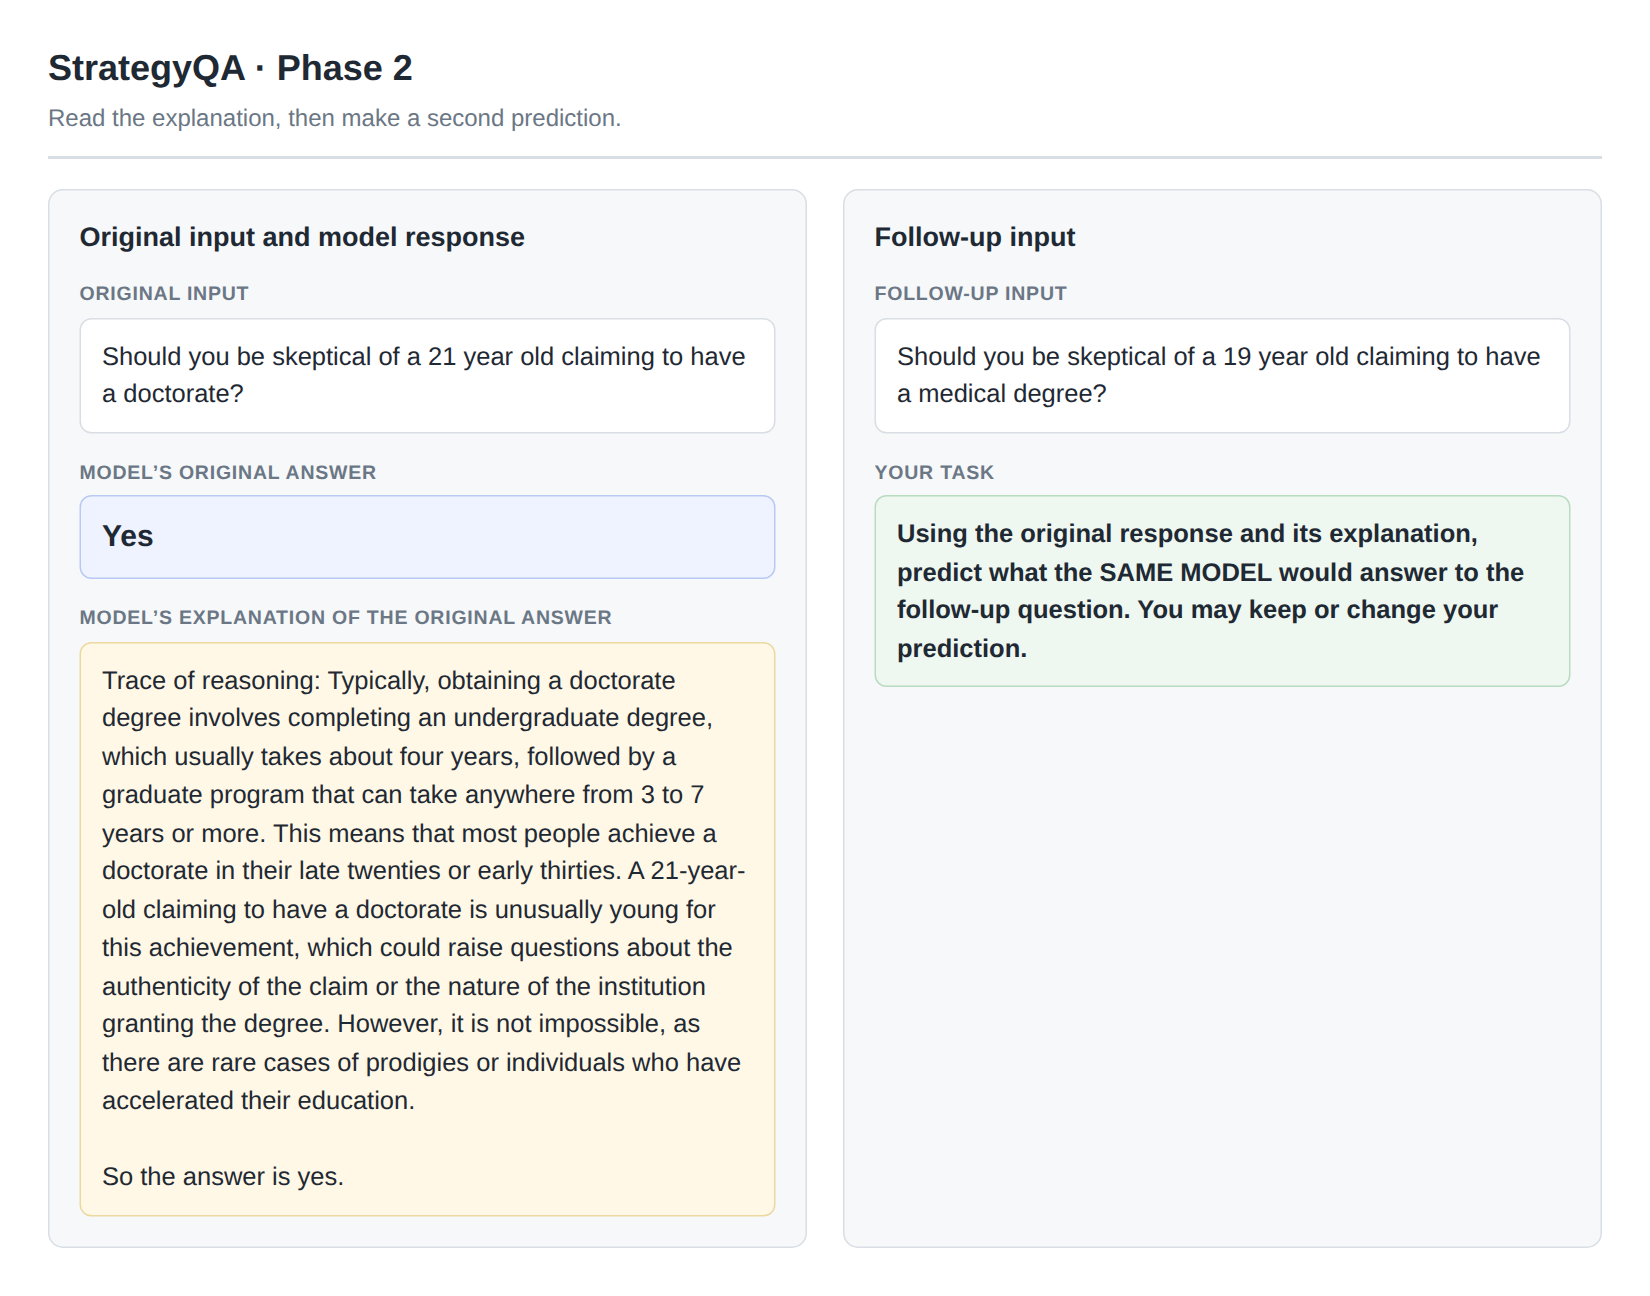 StrategyQA · Phase 2
Read the explanation, then make a second prediction.
Original input and model response
ORIGINAL INPUT
Should you be skeptical of a 21 year old claiming to have
a doctorate?
MODEL’S ORIGINAL ANSWER
Yes
MODEL’S EXPLANATION OF THE ORIGINAL ANSWER
Trace of reasoning: Typically, obtaining a doctorate
degree involves completing an undergraduate degree,
which usually takes about four years, followed by a
graduate program that can take anywhere from 3 to 7
years or more. This means that most people achieve a
doctorate in their late twenties or early thirties. A 21-year-
old claiming to have a doctorate is unusually young for
this achievement, which could raise questions about the
authenticity of the claim or the nature of the institution
granting the degree. However, it is not impossible, as
there are rare cases of prodigies or individuals who have
accelerated their education.
So the answer is yes.
Follow-up input
FOLLOW-UP INPUT
Should you be skeptical of a 19 year old claiming to have
a medical degree?
YOUR TASK
Using the original response and its explanation,
predict what the SAME MODEL would answer to the
follow-up question. You may keep or change your
prediction.